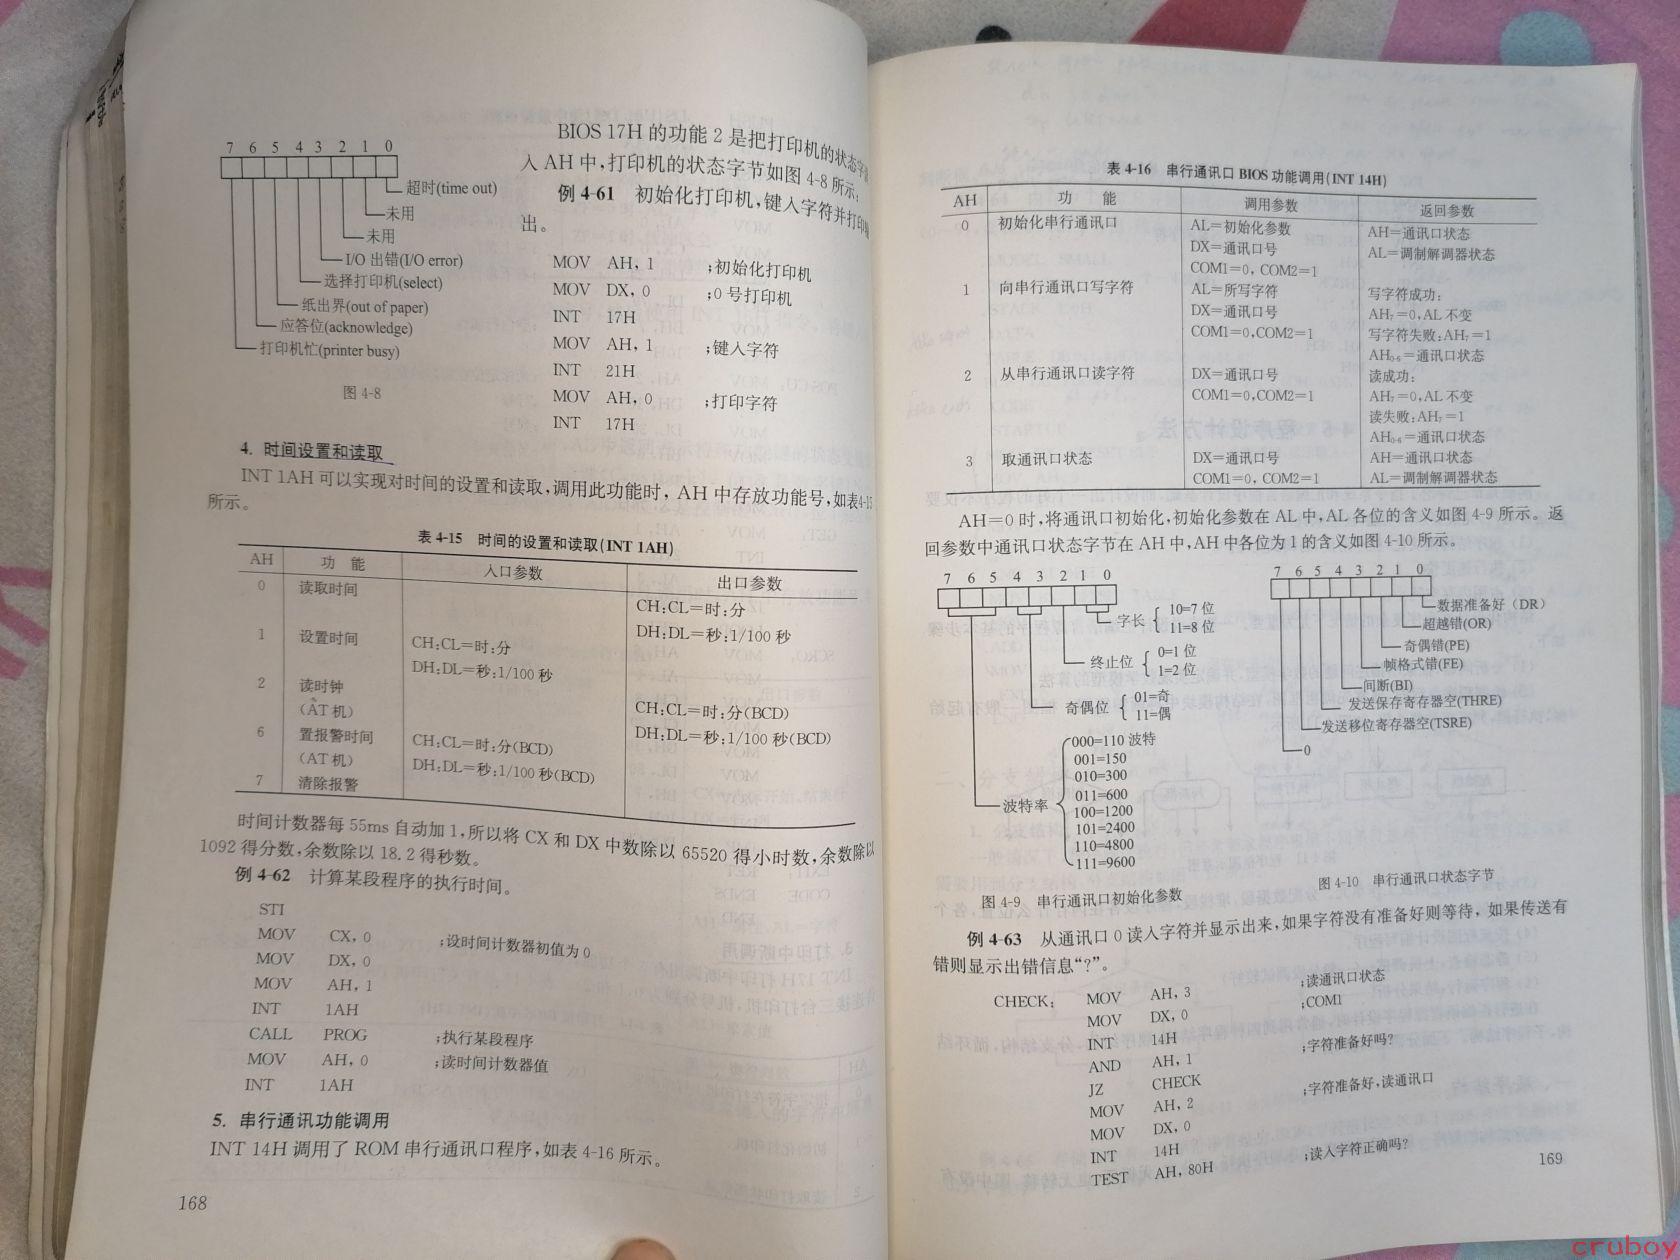 BIOS 17H 的功能 2 是把打印机的状态字
入 AH 中,打印机的状态字节如图 4-8 所示;
例 4-61 初始化打印机,键入字符并打印
出。
7 6 5 4 3 2 1 0
超时(time out)
未用
未用
I/O 出错(I/O error)
选择打印机(select)
纸出界(out of paper)
应答位(acknowledge)
打印机忙(printer busy)
图 4-8
MOV AH, 1 ;初始化打印机
MOV DX, 0 ;0 号打印机
INT 17H
MOV AH, 1 ;键入字符
INT 21H
MOV AH, 0 ;打印字符
INT 17H
4. 时间设置和读取
INT 1AH 可以实现对时间的设置和读取,调用此功能时, AH 中存放功能号,如表4-15
所示。
表 4-15 时间的设置和读取(INT 1AH)
AH 功 能 入口参数 出口参数
0 读取时间 CH:CL=时:分
DH:DL=秒:1/100 秒
1 设置时间 CH:CL=时:分
DH:DL=秒:1/100 秒
2 读时钟 CH:CL=时:分(BCD)
(AT 机) DH:DL=秒:1/100 秒(BCD)
6 置报警时间 CH:CL=时:分(BCD)
(AT 机) DH:DL=秒:1/100 秒(BCD)
7 清除报警
时间计数器每 55ms 自动加 1,所以将 CX 和 DX 中数除以 65520 得小时数,余数除以
1092 得分数,余数除以 18.2 得秒数。
例 4-62 计算某段程序的执行时间。
STI
MOV CX, 0 ;设时间计数器初值为 0
MOV DX, 0
MOV AH, 1
INT 1AH
CALL PROG ;执行某段程序
MOV AH, 0 ;读时间计数器值
INT 1AH
5. 串行通讯功能调用
INT 14H 调用了 ROM 串行通讯口程序,如表 4-16 所示。
168
表 4-16 串行通讯口 BIOS 功能调用(INT 14H)
AH 功 能 调用参数 返回参数
0 初始化串行通讯口 AL=初始化参数 AH=通讯口状态
DX=通讯口号 AL=调制解调器状态
COM1=0, COM2=1
1 向串行通讯口写字符 AL=所写字符 写字符成功:
DX=通讯口号 AH₇=0,AL 不变
COM1=0,COM2=1 写字符失败:AH₇=1
AH₀₋₆=通讯口状态
2 从串行通讯口读字符 DX=通讯口号 读成功:
COM1=0,COM2=1 AH₇=0,AL 不变
读失败:AH₇=1
AH₀₋₆=通讯口状态
3 取通讯口状态 DX=通讯口号 AH=通讯口状态
COM1=0, COM2=1 AL=调制解调器状态
AH=0 时,将通讯口初始化,初始化参数在 AL 中,AL 各位的含义如图 4-9 所示。返
回参数中通讯口状态字节在 AH 中,AH 中各位为 1 的含义如图 4-10 所示。
7 6 5 4 3 2 1 0
字长 { 10=7 位
11=8 位
终止位 { 0=1 位
1=2 位
奇偶位 { 01=奇
11=偶
波特率
000=110 波特
001=150
010=300
011=600
100=1200
101=2400
110=4800
111=9600
图 4-9 串行通讯口初始化参数
7 6 5 4 3 2 1 0
数据准备好 (DR)
超越错(OR)
奇偶错(PE)
帧格式错(FE)
间断(BI)
发送保存寄存器空(THRE)
发送移位寄存器空(TSRE)
0
图 4-10 串行通讯口状态字节
例 4-63 从通讯口 0 读入字符并显示出来,如果字符没有准备好则等待, 如果传送有
错则显示出错信息“?”。
CHECK: MOV AH, 3 ;读通讯口状态
MOV DX, 0 ;COM1
INT 14H
AND AH, 1 ;字符准备好吗?
JZ CHECK
MOV AH, 2 ;字符准备好,读通讯口
MOV DX, 0
INT 14H
TEST AH, 80H ;读入字符正确吗?
169
cruboy